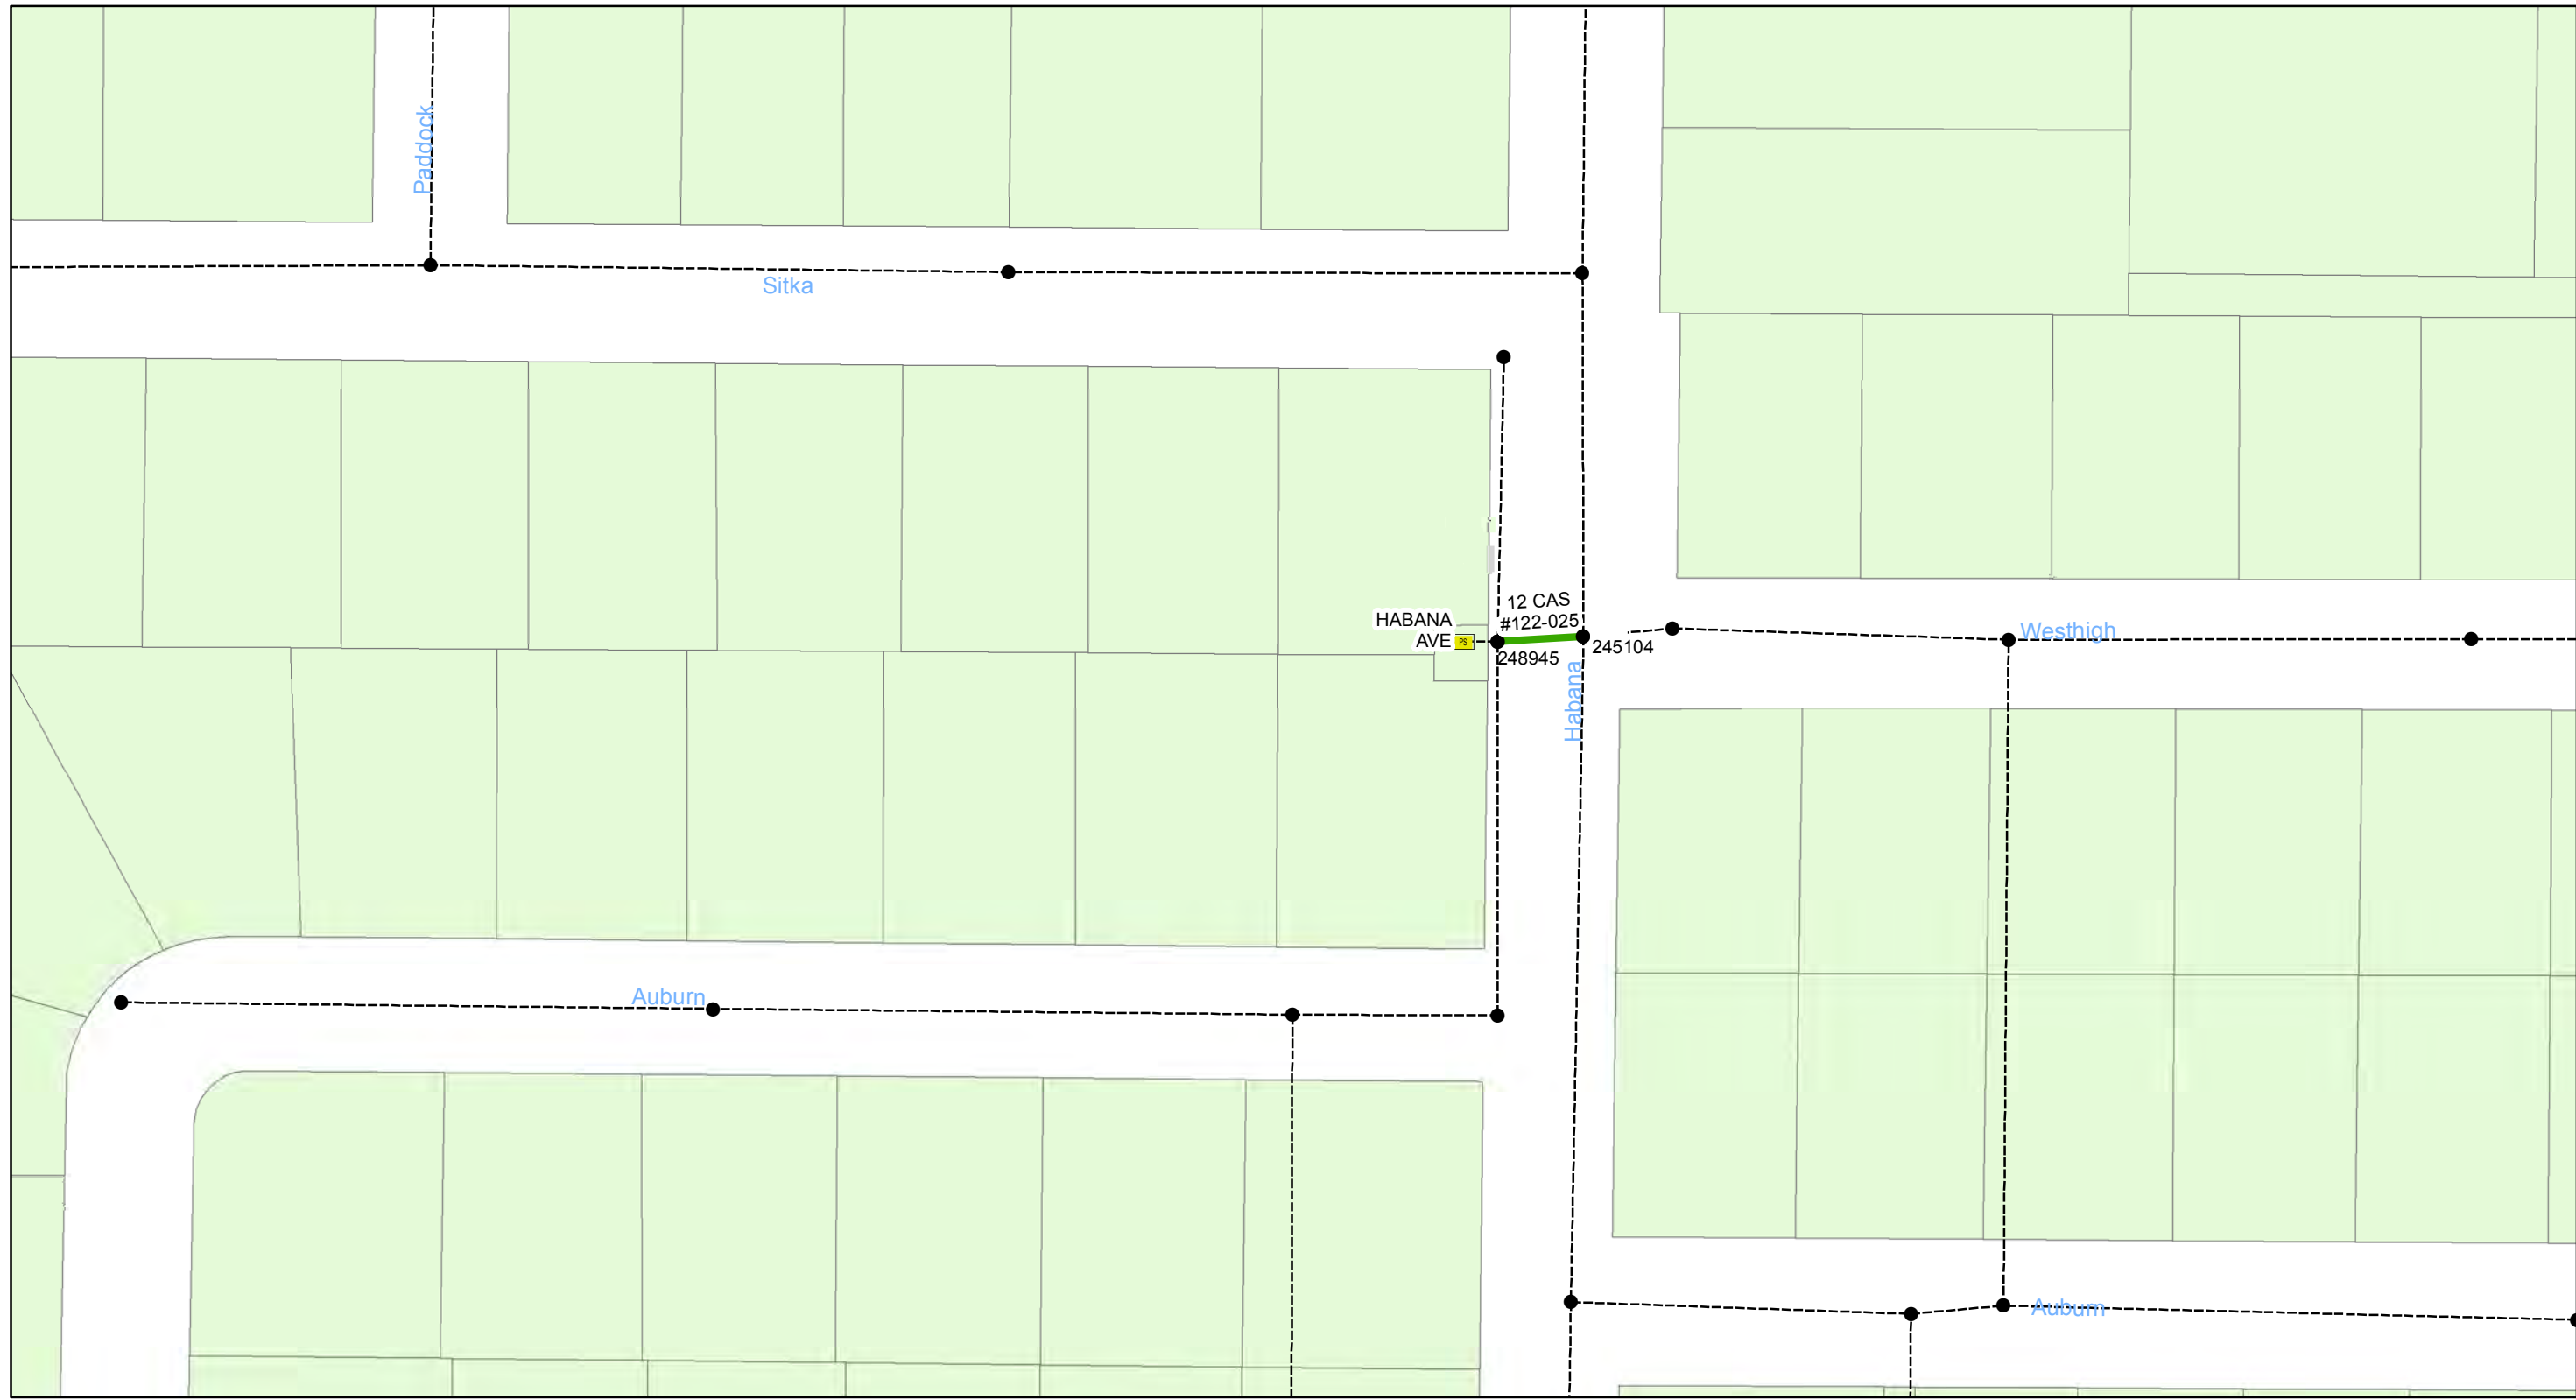 Paddock
Sitka
12 CAS
#122-025
HABANA
AVE
PS
248945
245104
Westhigh
Habana
Auburn
Auburn